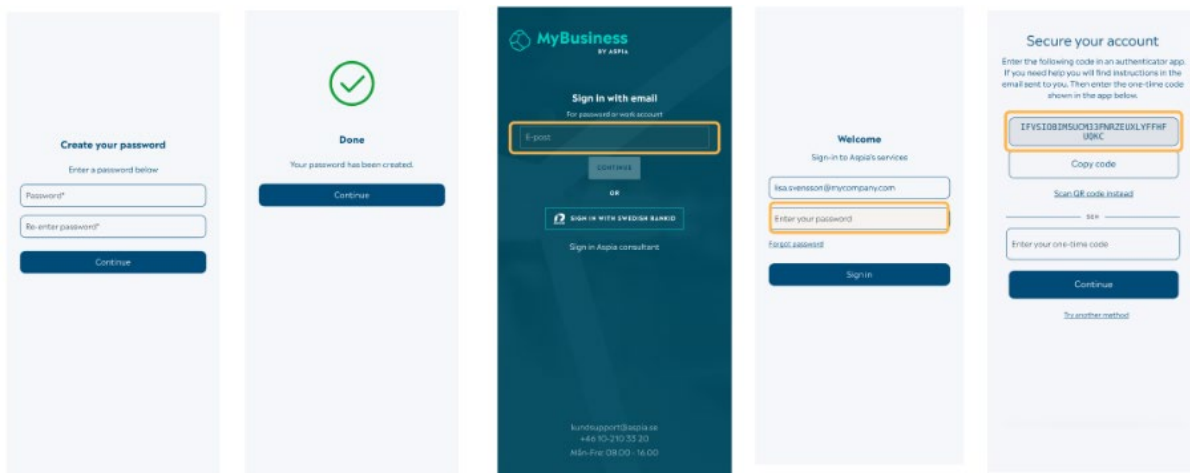 Create your password
Enter a password below
Password*
Re-enter password*
Continue
Done
Your password has been created.
Continue
MyBusiness
BY ASPIA
Sign in with email
For password or work account
E-post
CONTINUE
OR
SIGN IN WITH SWEDISH BANKID
Sign in Aspia consultant
kundsupport@aspia.se
+46 10-210 33 20
Mån-Fre: 08.00 - 16.00
Welcome
Sign-in to Aspia's services
lisa.svensson@mycompany.com
Enter your password
Forgot password
Sign in
Secure your account
Enter the following code in an authenticator app.
If you need help you will find instructions in the
email sent to you. Then enter the one-time code
shown in the app below.
Copy code
Scan QR code instead
Enter your one-time code
Continue
Try another method